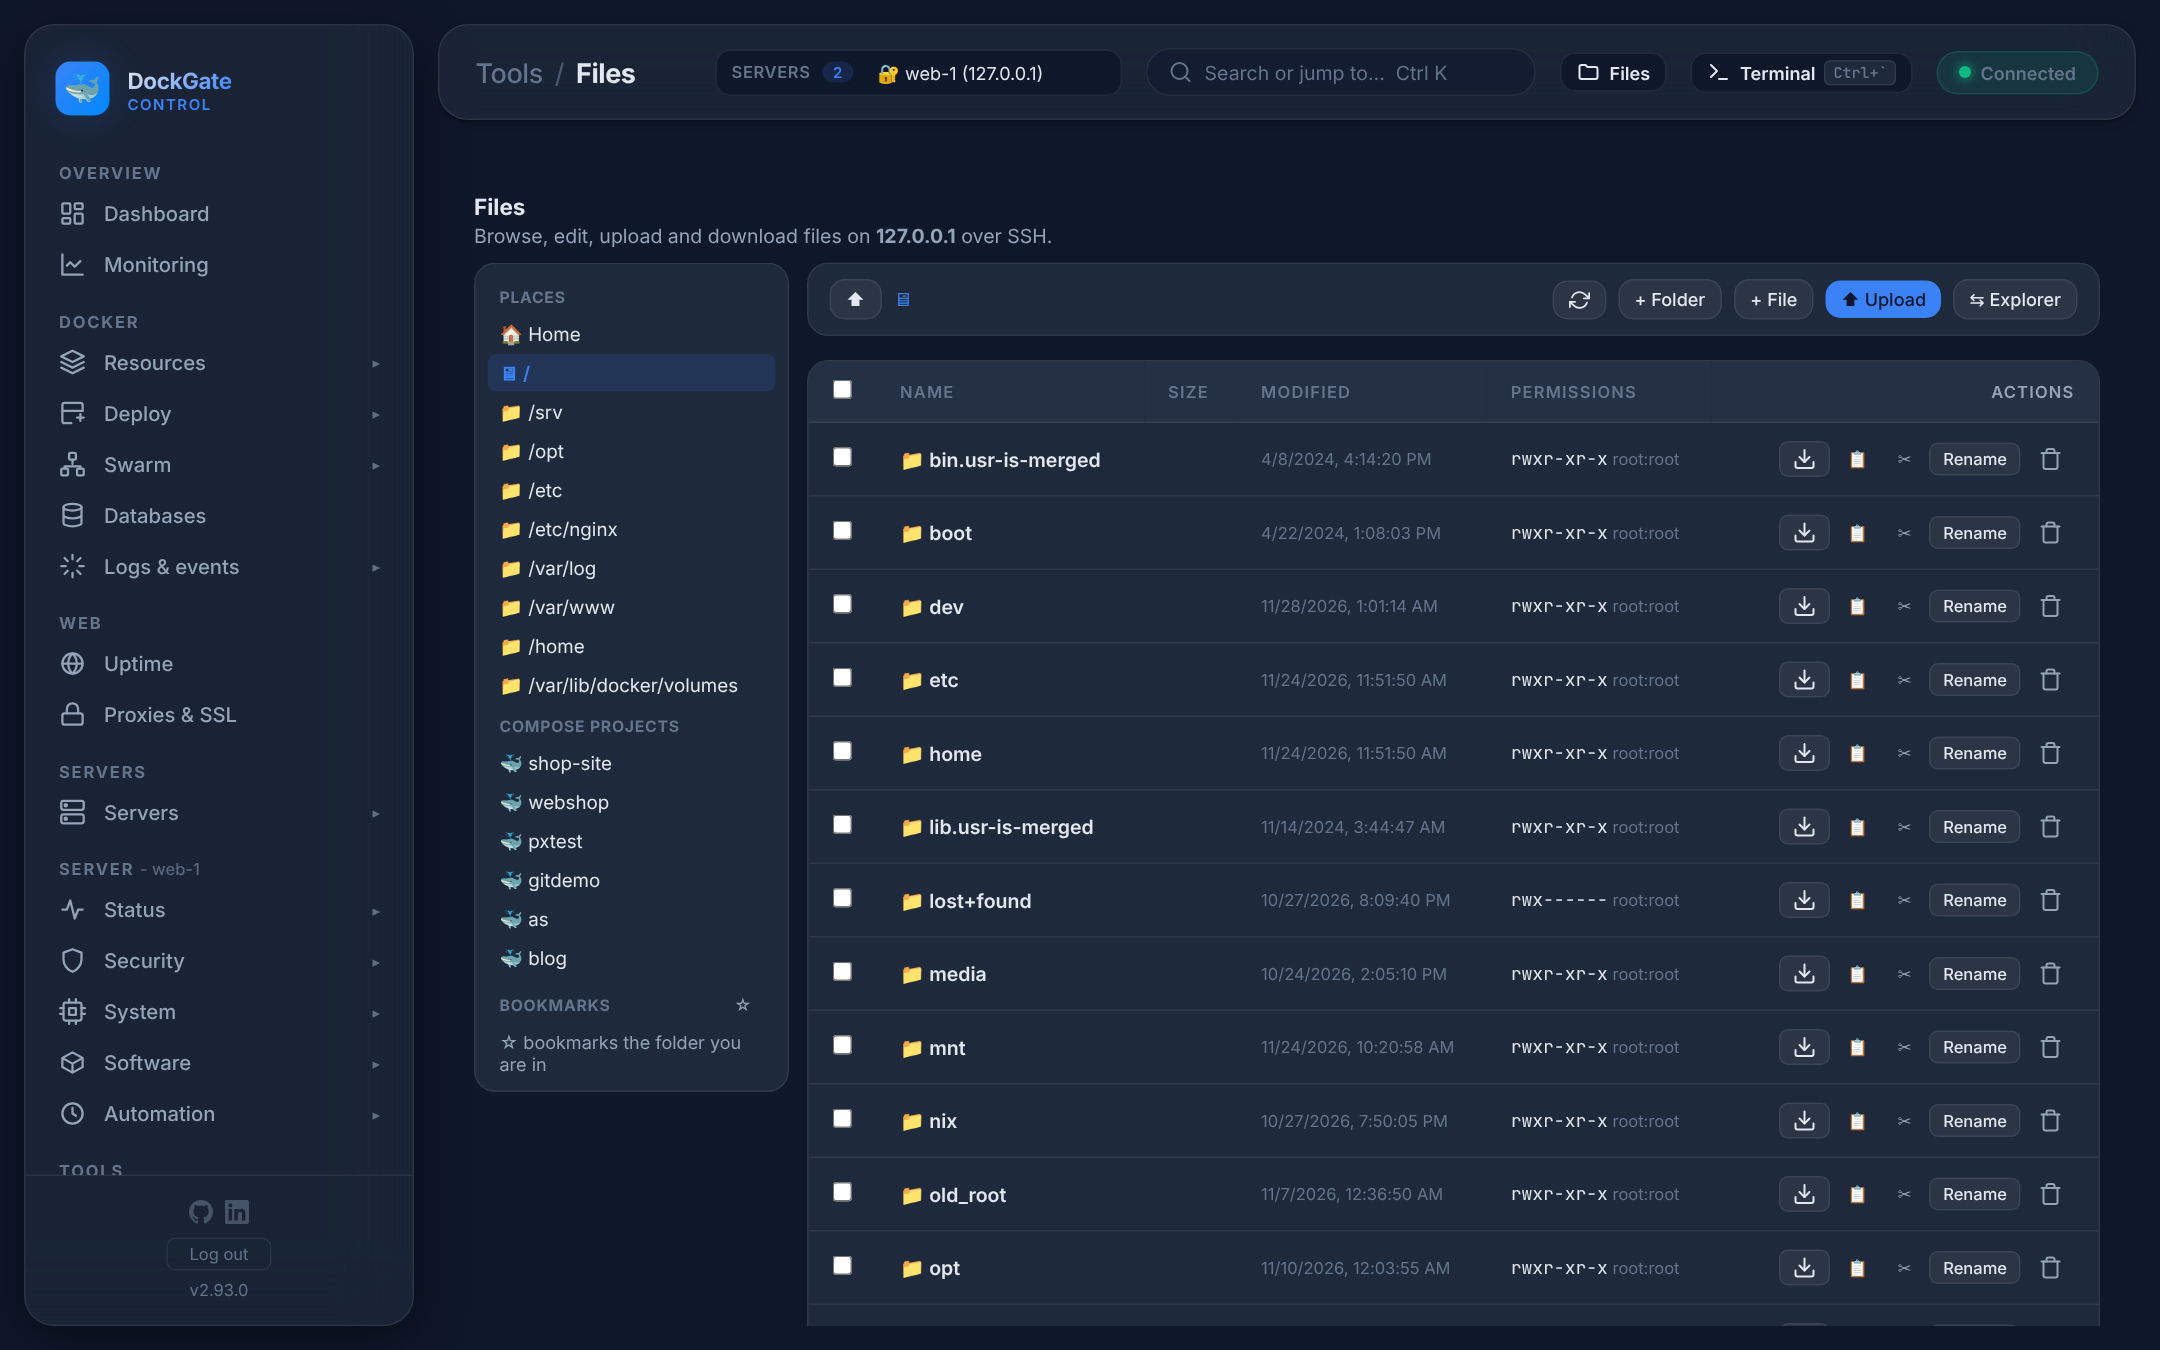 DockGate
CONTROL
OVERVIEW
Dashboard
Monitoring
DOCKER
Resources
Deploy
Swarm
Databases
Logs & events
WEB
Uptime
Proxies & SSL
SERVERS
Servers
SERVER - web-1
Status
Security
System
Software
Automation
TOOLS
Log out
v2.93.0
Tools / Files
SERVERS 2 web-1 (127.0.0.1)
Search or jump to... Ctrl K
Files
Terminal Ctrl+`
Connected
Files
Browse, edit, upload and download files on 127.0.0.1 over SSH.
PLACES
Home
/
/srv
/opt
/etc
/etc/nginx
/var/log
/var/www
/home
/var/lib/docker/volumes
COMPOSE PROJECTS
shop-site
webshop
pxtest
gitdemo
as
blog
BOOKMARKS ☆
☆ bookmarks the folder you
are in
+ Folder
+ File
Upload
⇆ Explorer
NAME SIZE MODIFIED PERMISSIONS ACTIONS
bin.usr-is-merged 4/8/2024, 4:14:20 PM rwxr-xr-x root:root Rename
boot 4/22/2024, 1:08:03 PM rwxr-xr-x root:root Rename
dev 11/28/2026, 1:01:14 AM rwxr-xr-x root:root Rename
etc 11/24/2026, 11:51:50 AM rwxr-xr-x root:root Rename
home 11/24/2026, 11:51:50 AM rwxr-xr-x root:root Rename
lib.usr-is-merged 11/14/2024, 3:44:47 AM rwxr-xr-x root:root Rename
lost+found 10/27/2026, 8:09:40 PM rwx------ root:root Rename
media 10/24/2026, 2:05:10 PM rwxr-xr-x root:root Rename
mnt 11/24/2026, 10:20:58 AM rwxr-xr-x root:root Rename
nix 10/27/2026, 7:50:05 PM rwxr-xr-x root:root Rename
old_root 11/7/2026, 12:36:50 AM rwxr-xr-x root:root Rename
opt 11/10/2026, 12:03:55 AM rwxr-xr-x root:root Rename